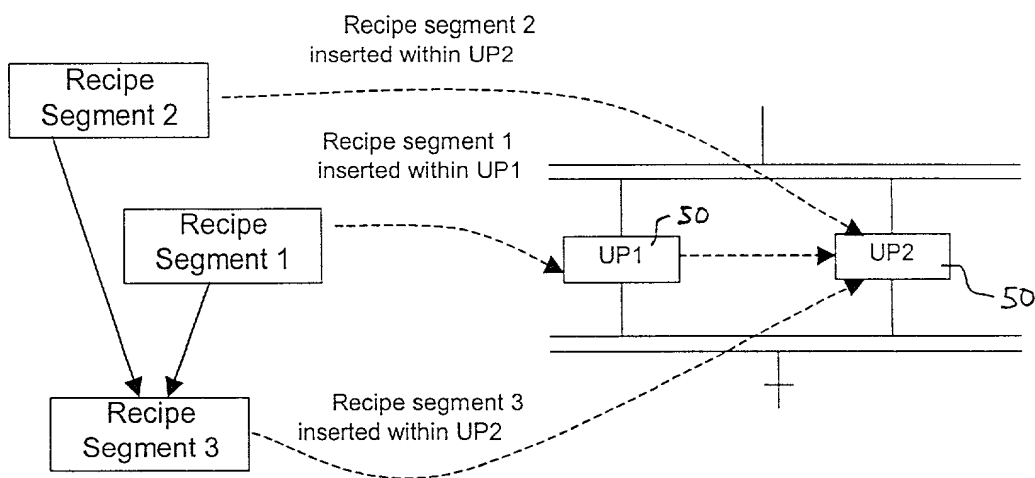 Recipe segment 2
inserted within UP2
Recipe
Segment 2
Recipe segment 1
inserted within UP1
Recipe
Segment 1
UP1
50
UP2
50
Recipe segment 3
inserted within UP2
Recipe
Segment 3